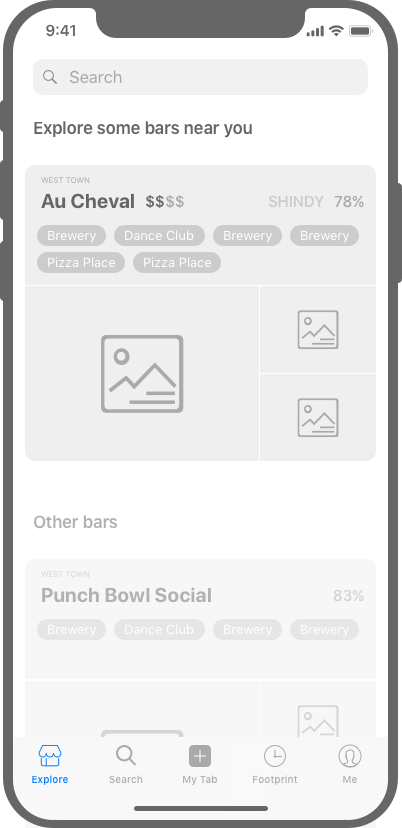 9:41
Search
Explore some bars near you
WEST TOWN
Au Cheval $$$$ SHINDY 78%
Brewery Dance Club Brewery Brewery
Pizza Place Pizza Place
Other bars
WEST TOWN
Punch Bowl Social 83%
Brewery Dance Club Brewery Brewery
Explore Search My Tab Footprint Me